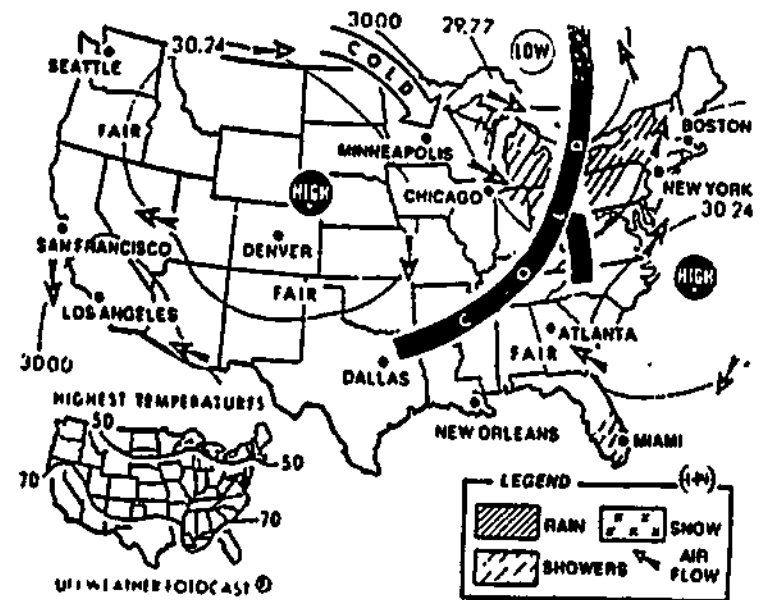 3000
29.77
LOW
30.24
COLD
SEATTLE
FAIR
BOSTON
MINNEAPOLIS
HIGH
CHICAGO
NEW YORK
30.24
SAN FRANCISCO
DENVER
HIGH
FAIR
LOS ANGELES
ATLANTA
FAIR
3000
DALLAS
HIGHEST TEMPERATURES
50
NEW ORLEANS
MIAMI
50
70
LEGEND
70
RAIN
SNOW
SHOWERS
AIR
FLOW